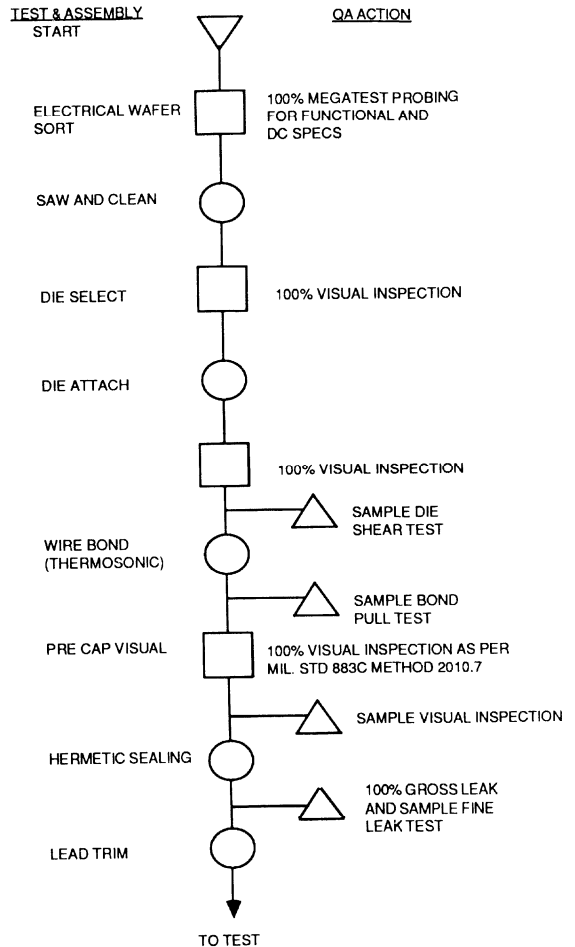 TEST & ASSEMBLY
QA ACTION
START
ELECTRICAL WAFER
SORT
100% MEGATEST PROBING
FOR FUNCTIONAL AND
DC SPECS
SAW AND CLEAN
DIE SELECT
100% VISUAL INSPECTION
DIE ATTACH
100% VISUAL INSPECTION
SAMPLE DIE
SHEAR TEST
WIRE BOND
(THERMOSONIC)
SAMPLE BOND
PULL TEST
PRE CAP VISUAL
100% VISUAL INSPECTION AS PER
MIL. STD 883C METHOD 2010.7
SAMPLE VISUAL INSPECTION
HERMETIC SEALING
100% GROSS LEAK
AND SAMPLE FINE
LEAK TEST
LEAD TRIM
TO TEST